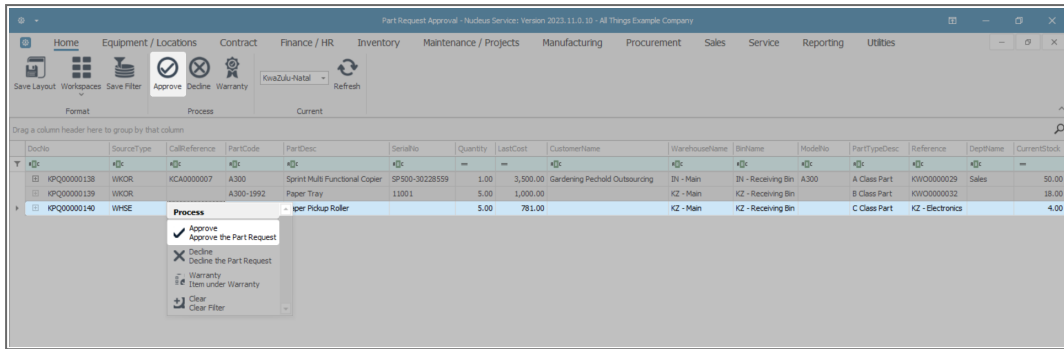 Part Request Approval - Nucleus Service: Version 2023.11.0.10 - All Things Example Company
Home Equipment / Locations Contract Finance / HR Inventory Maintenance / Projects Manufacturing Procurement Sales Service Reporting Utilities
Save Layout Workspaces Save Filter Approve Decline Warranty KwaZulu-Natal Refresh
Format Process Current
Drag a column header here to group by that column
DocNo SourceType CallReference PartCode PartDesc SerialNo Quantity LastCost CustomerName WarehouseName BinName ModelNo PartTypeDesc Reference DeptName CurrentStock
KPQ00000138 WKOR KCA0000007 A300 Sprint Multi Functional Copier SP500-30228559 1.00 3,500.00 Gardening Pechold Outsourcing IN - Main IN - Receiving Bin A300 A Class Part KWO0000029 Sales 50.00
KPQ00000139 WKOR A300-1992 Paper Tray 11001 5.00 1,000.00 KZ - Main KZ - Receiving Bin B Class Part KWO0000032 18.00
KPQ00000140 WHSE aper Pickup Roller 5.00 781.00 KZ - Main KZ - Receiving Bin C Class Part KZ - Electronics 4.00
Process
Approve
Approve the Part Request
Decline
Decline the Part Request
Warranty
Item under Warranty
Clear
Clear Filter